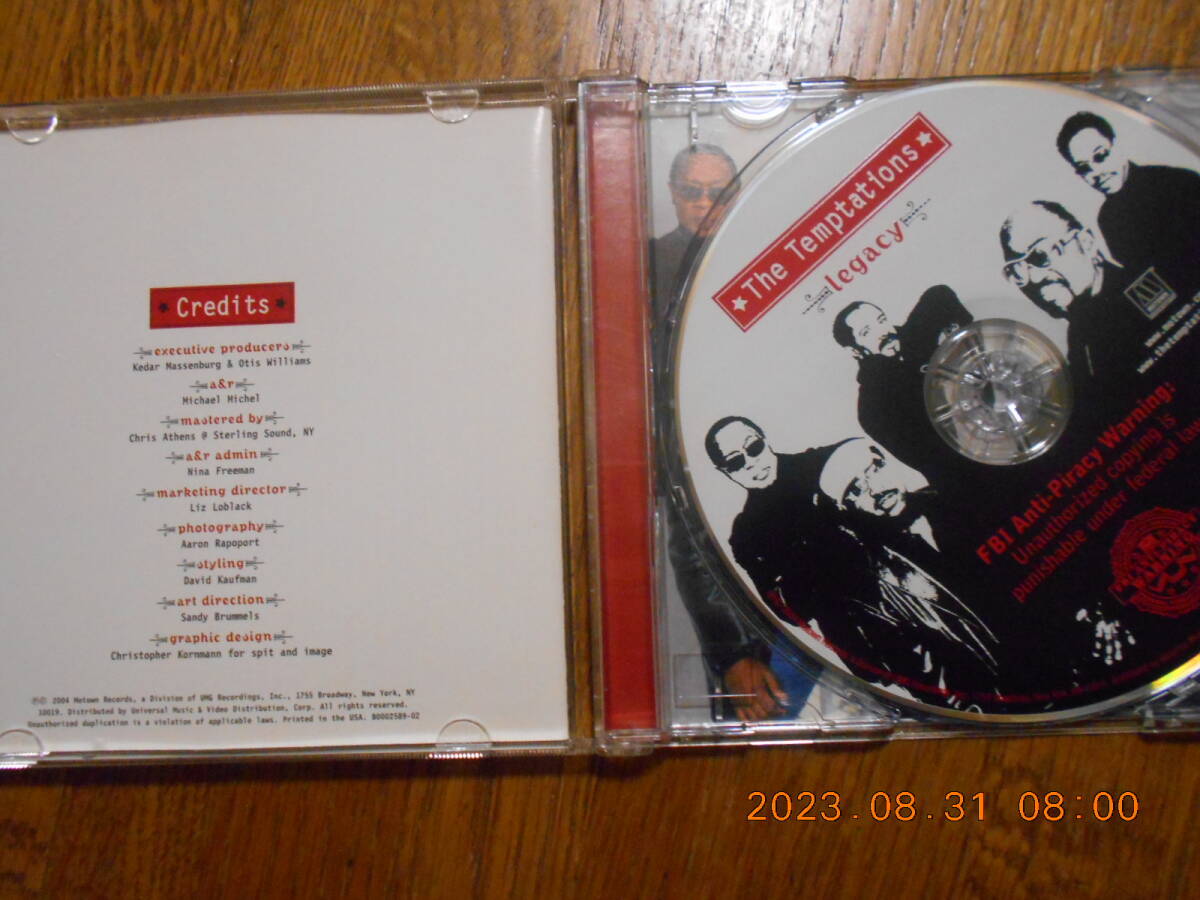 ★ Credits ★
executive producers
Kedar Massenburg & Otis Williams
a&r
Michael Michel
mastered by
Chris Athens @ Sterling Sound, NY
a&r admin
Nina Freeman
marketing director
Liz Loblack
photography
Aaron Rapoport
styling
David Kaufman
art direction
Sandy Brummels
graphic design
Christopher Kornmann for spit and image
℗© 2004 Motown Records, a Division of UMG Recordings, Inc., 1755 Broadway, New York, NY
10019. Distributed by Universal Music & Video Distribution, Corp. All rights reserved.
Unauthorized duplication is a violation of applicable laws. Printed in the USA. B0002589-02
★ The Temptations ★
legacy
FBI Anti-Piracy Warning:
Unauthorized copying is
punishable under federal law
2023.08.31 08:00